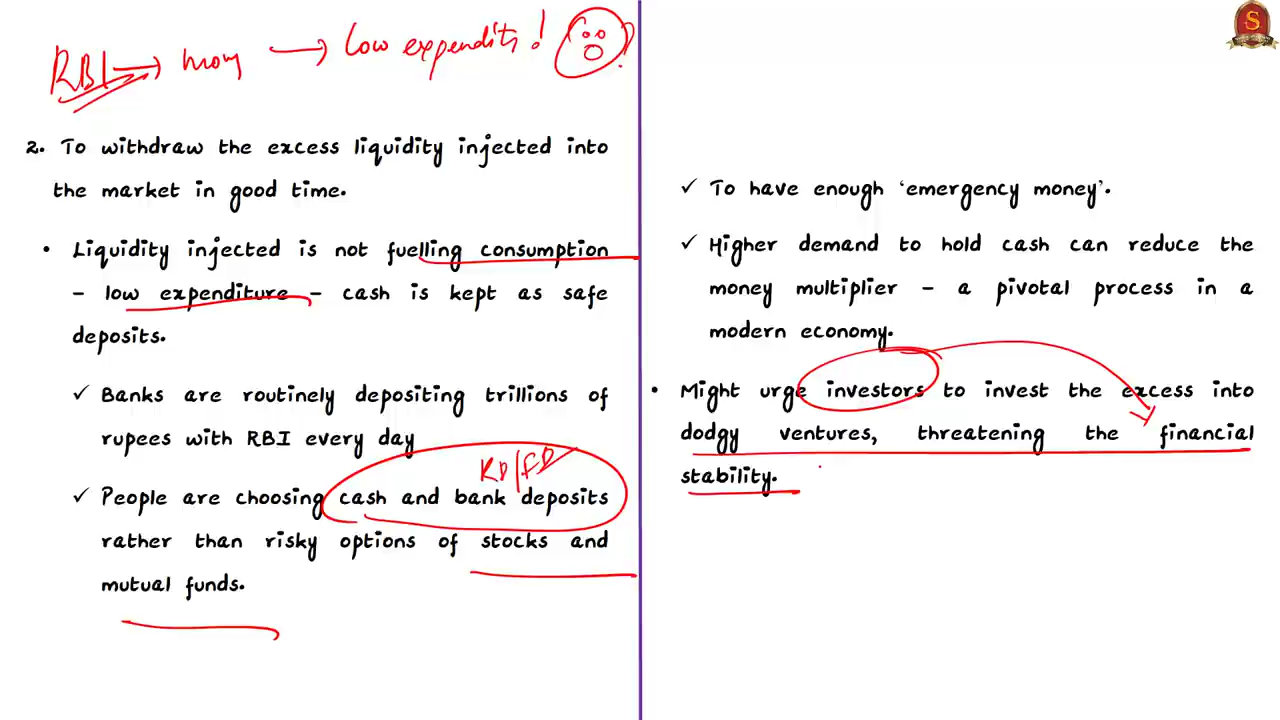 RBI → mony → low expendits!
2. To withdraw the excess liquidity injected into
the market in good time.
• Liquidity injected is not fuelling consumption
- low expenditure - cash is kept as safe
deposits.
✓ Banks are routinely depositing trillions of
rupees with RBI every day
RD/FD
✓ People are choosing cash and bank deposits
rather than risky options of stocks and
mutual funds.
S
✓ To have enough ‘emergency money’.
✓ Higher demand to hold cash can reduce the
money multiplier - a pivotal process in a
modern economy.
• Might urge investors to invest the excess into
dodgy ventures, threatening the financial
stability.